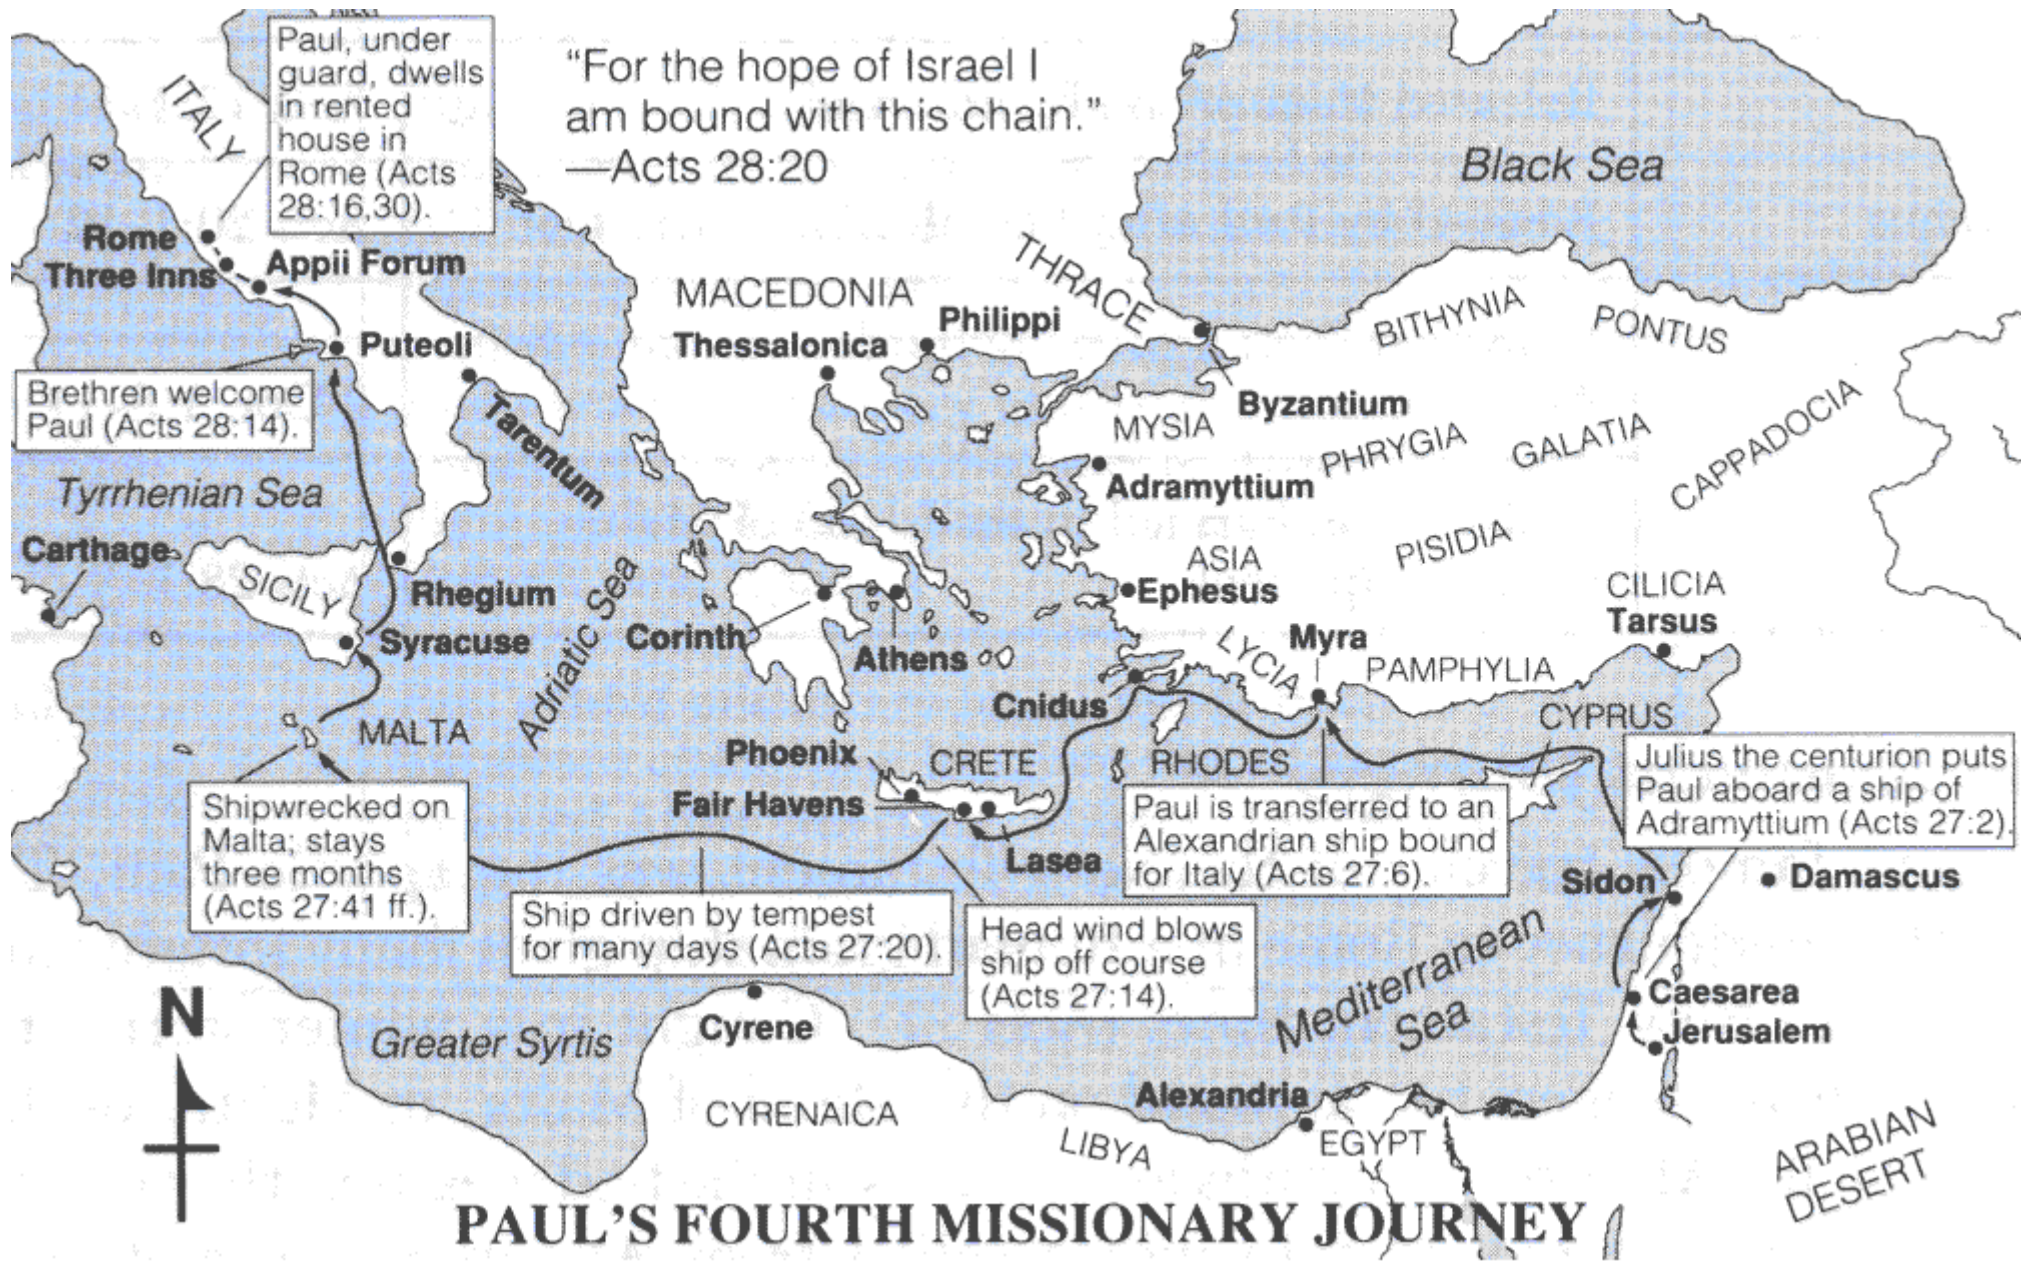 Paul, under
guard, dwells
in rented
house in
Rome (Acts
28:16,30).
“For the hope of Israel I
am bound with this chain.”
—Acts 28:20
ITALY
Black Sea
Rome
Three Inns
Appii Forum
MACEDONIA
THRACE
Philippi
Thessalonica
BITHYNIA
PONTUS
Puteoli
Brethren welcome
Paul (Acts 28:14).
Tarentum
Byzantium
MYSIA
PHRYGIA
GALATIA
CAPPADOCIA
Adramyttium
Tyrrhenian Sea
Carthage
SICILY
Rhegium
Syracuse
Adriatic Sea
Corinth
Athens
ASIA
Ephesus
PISIDIA
CILICIA
Tarsus
LYCIA
Myra
PAMPHYLIA
Cnidus
CYPRUS
MALTA
Phoenix
CRETE
RHODES
Fair Havens
Lasea
Julius the centurion puts
Paul aboard a ship of
Adramyttium (Acts 27:2).
Paul is transferred to an
Alexandrian ship bound
for Italy (Acts 27:6).
Shipwrecked on
Malta; stays
three months
(Acts 27:41 ff.).
Ship driven by tempest
for many days (Acts 27:20).
Head wind blows
ship off course
(Acts 27:14).
Sidon
Damascus
Mediterranean
Sea
Caesarea
Jerusalem
N
Greater Syrtis
Cyrene
CYRENAICA
LIBYA
Alexandria
EGYPT
ARABIAN
DESERT
PAUL’S FOURTH MISSIONARY JOURNEY